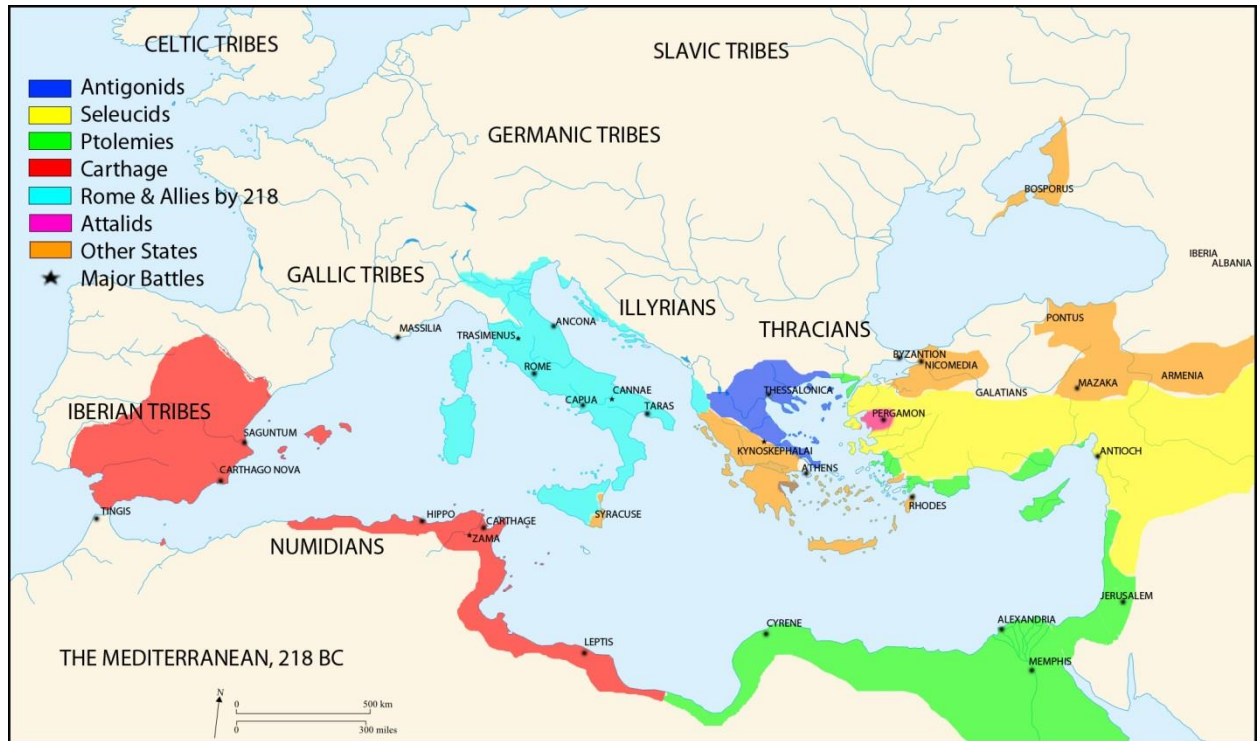 CELTIC TRIBES
SLAVIC TRIBES
Antigonids
Seleucids
Ptolemies
Carthage
Rome & Allies by 218
Attalids
Other States
Major Battles
GERMANIC TRIBES
BOSPORUS
IBERIA
ALBANIA
GALLIC TRIBES
ILLYRIANS
THRACIANS
PONTUS
MASSILIA
ANCONA
TRASIMENUS
BYZANTION
NICOMEDIA
ROME
ARMENIA
MAZAKA
GALATIANS
THESSALONICA
CANNAE
CAPUA
TARAS
IBERIAN TRIBES
PERGAMON
SAGUNTUM
KYNOSKEPHALAI
ANTIOCH
CARTHAGO NOVA
ATHENS
RHODES
TINGIS
HIPPO
CARTHAGE
SYRACUSE
ZAMA
NUMIDIANS
JERUSALEM
CYRENE
ALEXANDRIA
LEPTIS
MEMPHIS
THE MEDITERRANEAN, 218 BC
N
0 500 km
0 300 miles